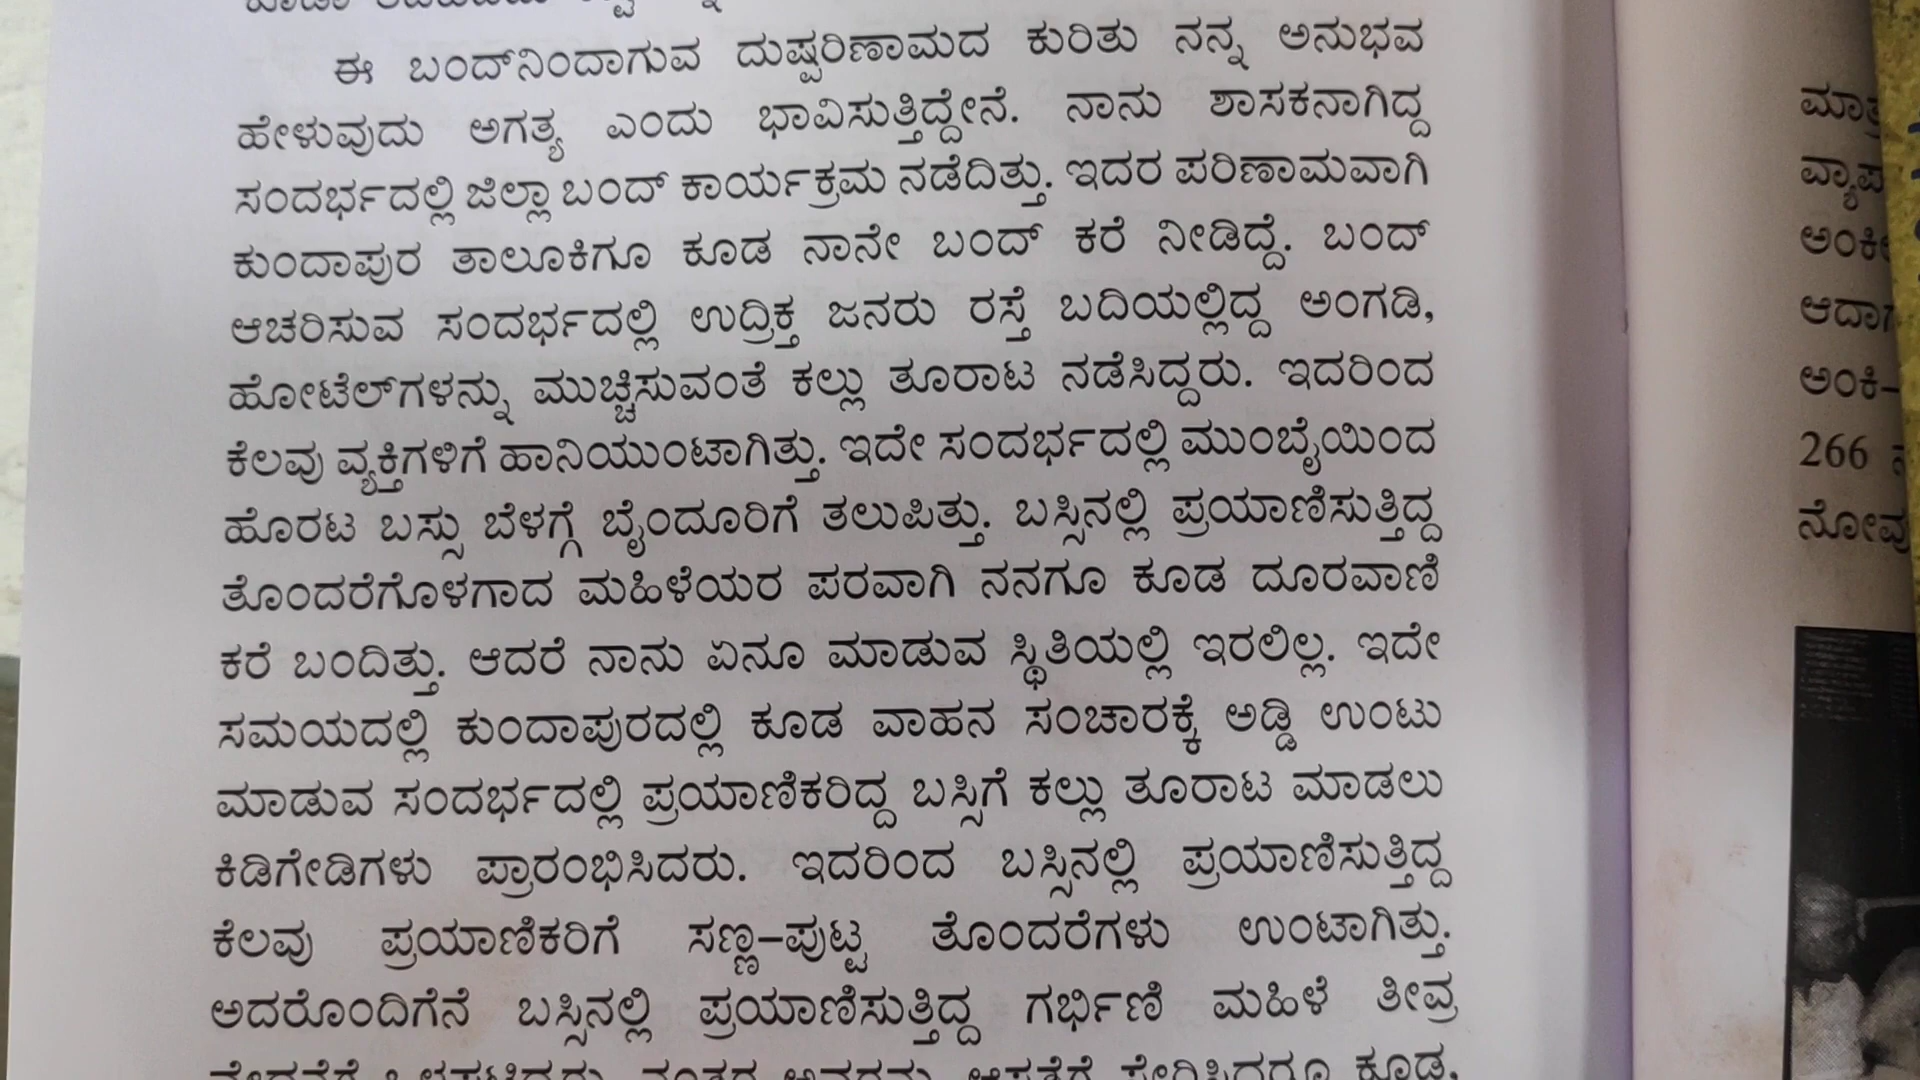 ಈ ಬಂದ್‌ನಿಂದಾಗುವ ದುಷ್ಪರಿಣಾಮದ ಕುರಿತು ನನ್ನ ಅನುಭವ
ಹೇಳುವುದು ಅಗತ್ಯ ಎಂದು ಭಾವಿಸುತ್ತಿದ್ದೇನೆ. ನಾನು ಶಾಸಕನಾಗಿದ್ದ
ಸಂದರ್ಭದಲ್ಲಿ ಜಿಲ್ಲಾ ಬಂದ್ ಕಾರ್ಯಕ್ರಮ ನಡೆದಿತ್ತು. ಇದರ ಪರಿಣಾಮವಾಗಿ
ಕುಂದಾಪುರ ತಾಲೂಕಿಗೂ ಕೂಡ ನಾನೇ ಬಂದ್ ಕರೆ ನೀಡಿದ್ದೆ. ಬಂದ್
ಆಚರಿಸುವ ಸಂದರ್ಭದಲ್ಲಿ ಉದ್ರಿಕ್ತ ಜನರು ರಸ್ತೆ ಬದಿಯಲ್ಲಿದ್ದ ಅಂಗಡಿ,
ಹೋಟೆಲ್‌ಗಳನ್ನು ಮುಚ್ಚಿಸುವಂತೆ ಕಲ್ಲು ತೂರಾಟ ನಡೆಸಿದ್ದರು. ಇದರಿಂದ
ಕೆಲವು ವ್ಯಕ್ತಿಗಳಿಗೆ ಹಾನಿಯುಂಟಾಗಿತ್ತು. ಇದೇ ಸಂದರ್ಭದಲ್ಲಿ ಮುಂಬೈಯಿಂದ
ಹೊರಟ ಬಸ್ಸು ಬೆಳಗ್ಗೆ ಬೈಂದೂರಿಗೆ ತಲುಪಿತ್ತು. ಬಸ್ಸಿನಲ್ಲಿ ಪ್ರಯಾಣಿಸುತ್ತಿದ್ದ
ತೊಂದರೆಗೊಳಗಾದ ಮಹಿಳೆಯರ ಪರವಾಗಿ ನನಗೂ ಕೂಡ ದೂರವಾಣಿ
ಕರೆ ಬಂದಿತ್ತು. ಆದರೆ ನಾನು ಏನೂ ಮಾಡುವ ಸ್ಥಿತಿಯಲ್ಲಿ ಇರಲಿಲ್ಲ. ಇದೇ
ಸಮಯದಲ್ಲಿ ಕುಂದಾಪುರದಲ್ಲಿ ಕೂಡ ವಾಹನ ಸಂಚಾರಕ್ಕೆ ಅಡ್ಡಿ ಉಂಟು
ಮಾಡುವ ಸಂದರ್ಭದಲ್ಲಿ ಪ್ರಯಾಣಿಕರಿದ್ದ ಬಸ್ಸಿಗೆ ಕಲ್ಲು ತೂರಾಟ ಮಾಡಲು
ಕಿಡಿಗೇಡಿಗಳು ಪ್ರಾರಂಭಿಸಿದರು. ಇದರಿಂದ ಬಸ್ಸಿನಲ್ಲಿ ಪ್ರಯಾಣಿಸುತ್ತಿದ್ದ
ಕೆಲವು ಪ್ರಯಾಣಿಕರಿಗೆ ಸಣ್ಣ–ಪುಟ್ಟ ತೊಂದರೆಗಳು ಉಂಟಾಗಿತ್ತು.
ಅದರೊಂದಿಗೆನೆ ಬಸ್ಸಿನಲ್ಲಿ ಪ್ರಯಾಣಿಸುತ್ತಿದ್ದ ಗರ್ಭಿಣಿ ಮಹಿಳೆ ತೀವ್ರ
ಅಂಕಿ–
266